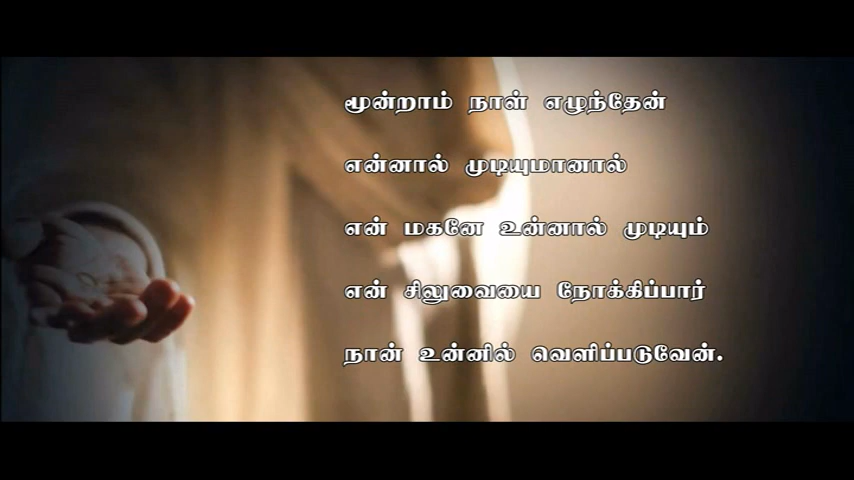 மூன்றாம் நாள் எழுந்தேன்
என்னால் முடியுமானால்
என் மகனே உன்னால் முடியும்
என் சிலுவையை நோக்கிப்பார்
நான் உன்னில் வெளிப்படுவேன்.